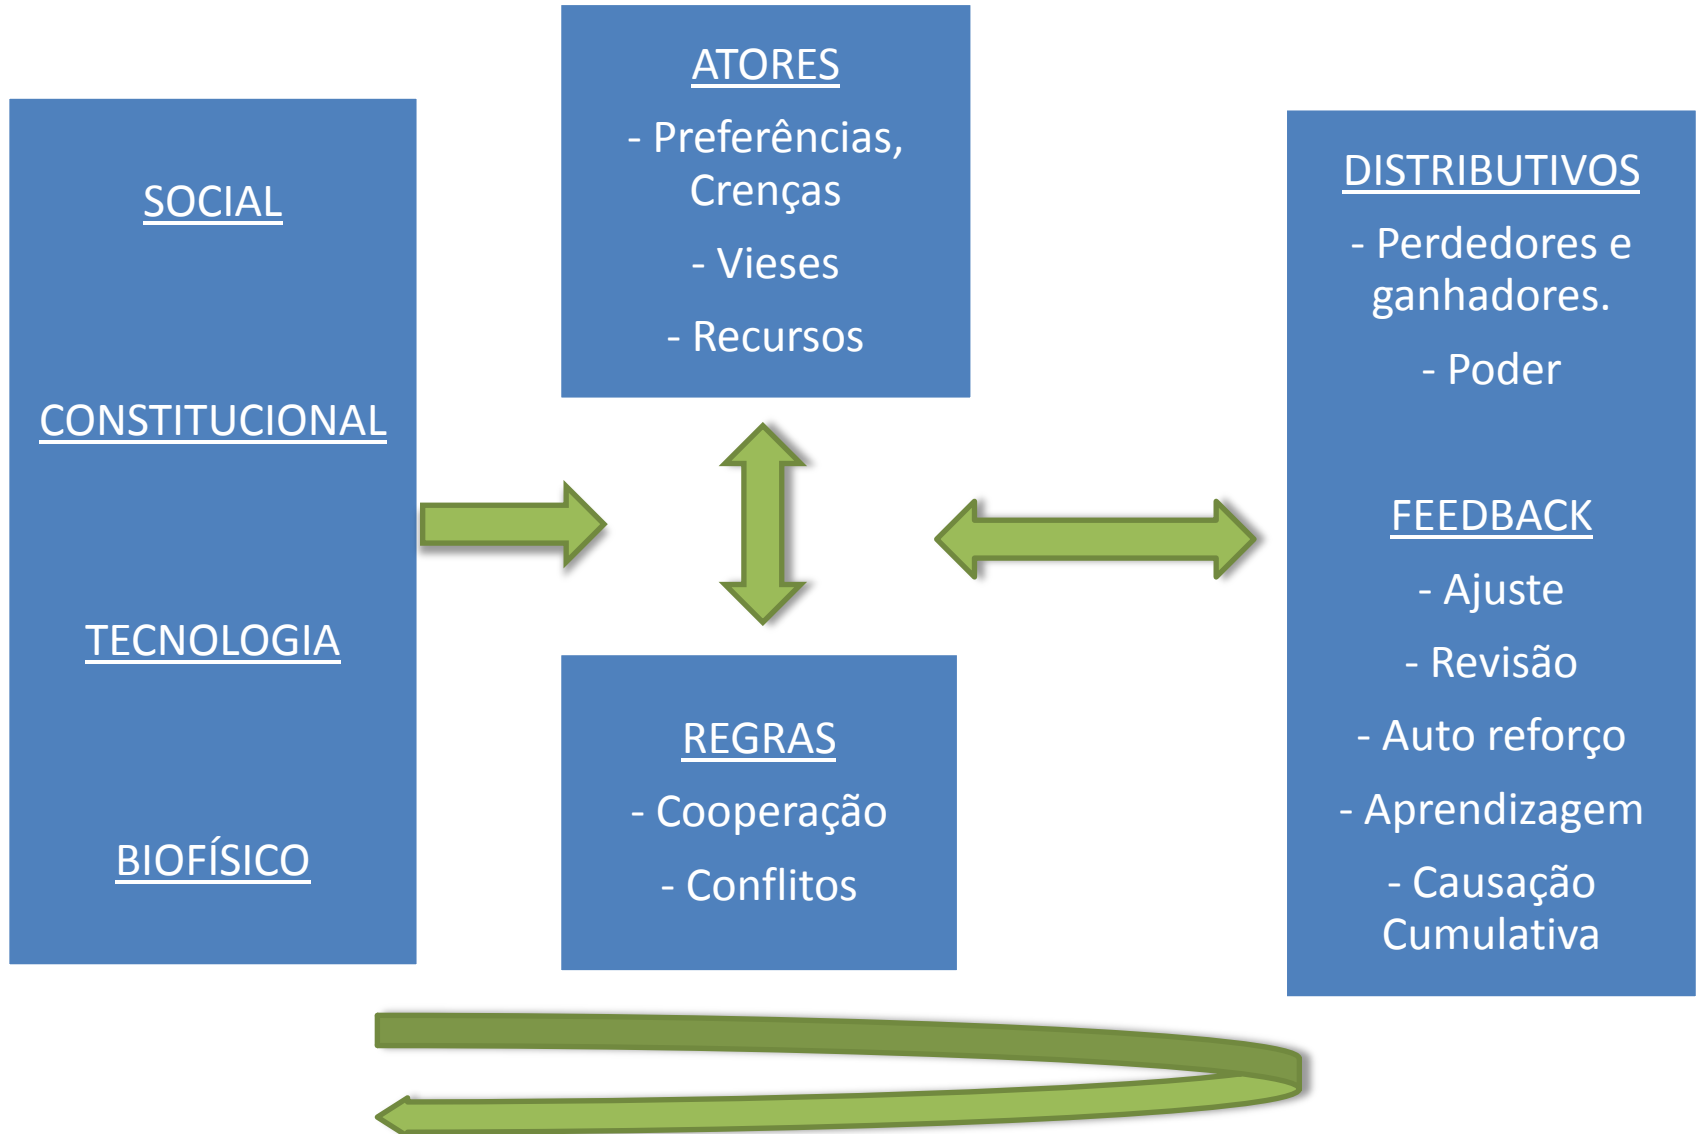 SOCIAL
CONSTITUCIONAL
TECNOLOGIA
BIOFÍSICO
ATORES
- Preferências,
Crenças
- Vieses
- Recursos
REGRAS
- Cooperação
- Conflitos
DISTRIBUTIVOS
- Perdedores e
ganhadores.
- Poder
FEEDBACK
- Ajuste
- Revisão
- Auto reforço
- Aprendizagem
- Causação
Cumulativa